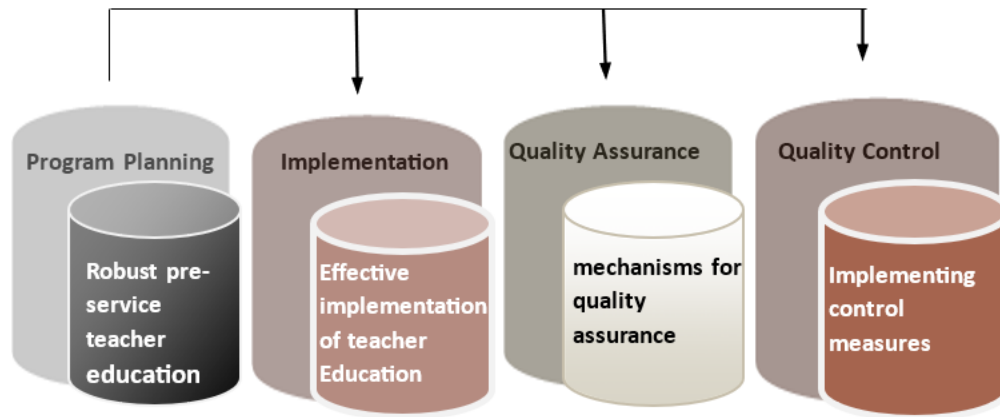 Program Planning
Robust pre-
service
teacher
education
Implementation
Effective
implementation
of teacher
Education
Quality Assurance
mechanisms for
quality
assurance
Quality Control
Implementing
control
measures